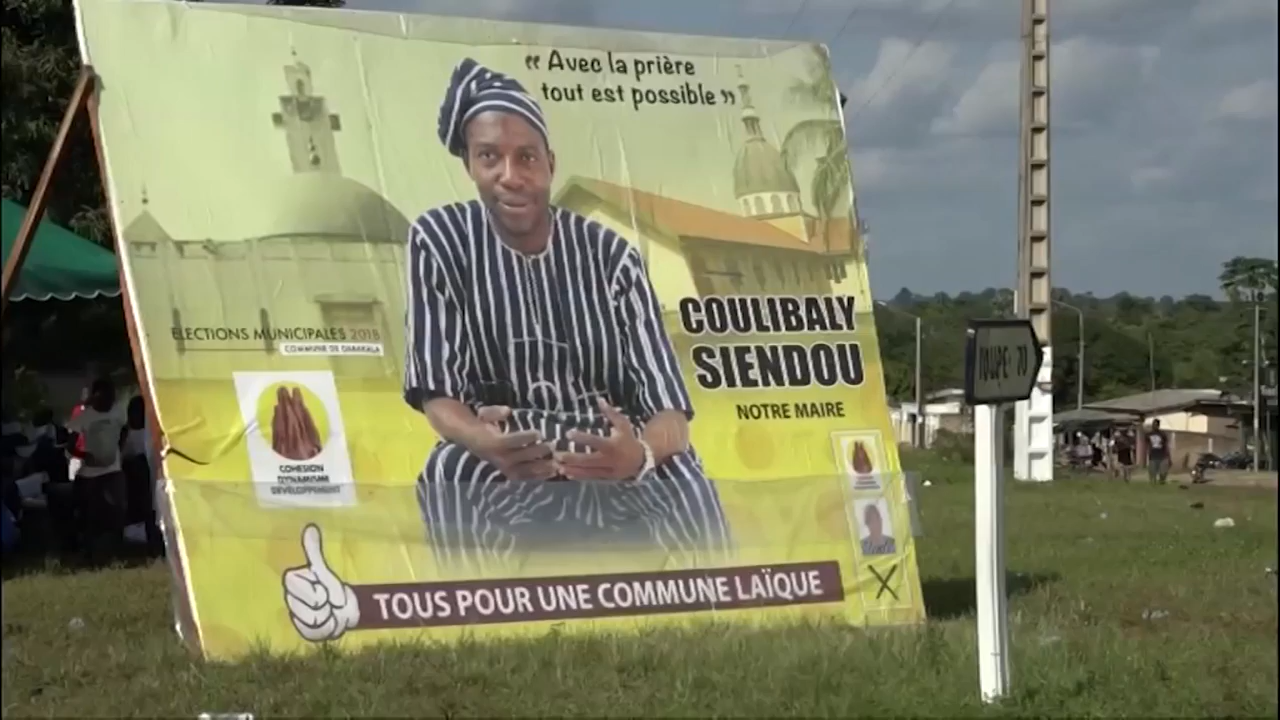 « Avec la prière
tout est possible »
ELECTIONS MUNICIPALES 2018
COMMUNE DE DABAKALA
COULIBALY
SIENDOU
NOTRE MAIRE
COHESION
DYNAMISME
DEVELOPPEMENT
TOUS POUR UNE COMMUNE LAÏQUE